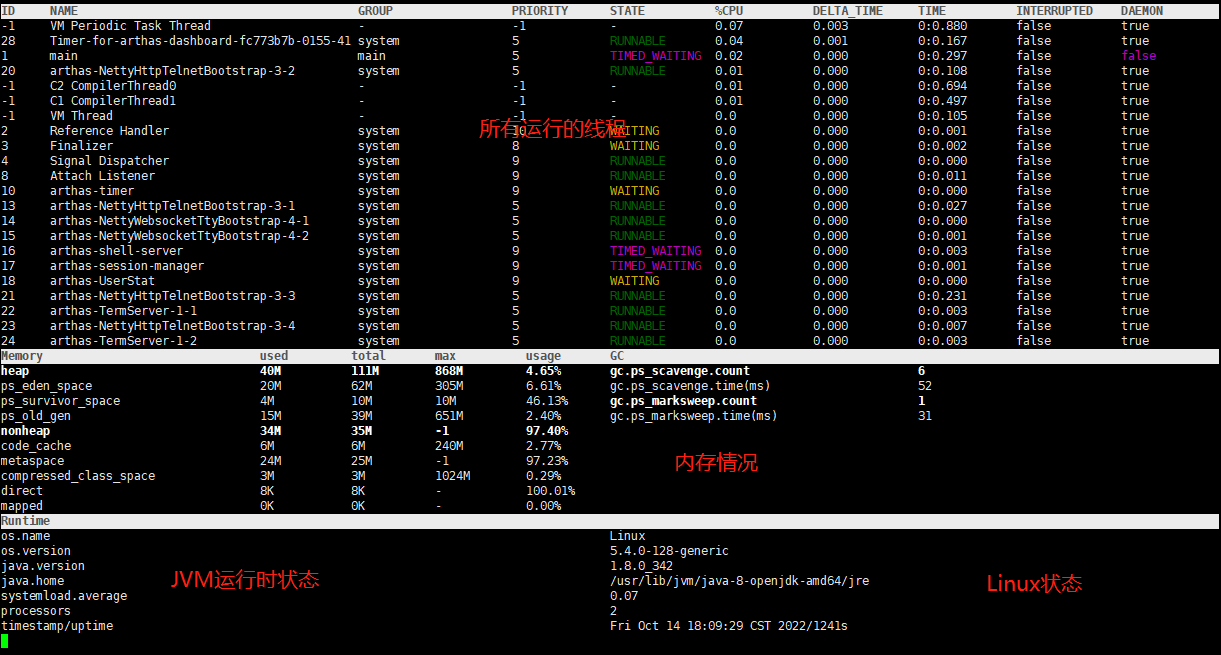 ID NAME GROUP PRIORITY STATE %CPU DELTA_TIME TIME INTERRUPTED DAEMON
-1 VM Periodic Task Thread - -1 - 0.07 0.003 0:0.880 false true
28 Timer-for-arthas-dashboard-fc773b7b-0155-41 system 5 RUNNABLE 0.04 0.001 0:0.167 false true
1 main main 5 TIMED_WAITING 0.02 0.000 0:0.297 false false
20 arthas-NettyHttpTelnetBootstrap-3-2 system 5 RUNNABLE 0.01 0.000 0:0.108 false true
-1 C2 CompilerThread0 - -1 - 0.01 0.000 0:0.694 false true
-1 C1 CompilerThread1 - -1 - 0.01 0.000 0:0.497 false true
-1 VM Thread - -1 - 0.0 0.000 0:0.105 false true
所有运行的线程
2 Reference Handler system 10 WAITING 0.0 0.000 0:0.001 false true
3 Finalizer system 8 WAITING 0.0 0.000 0:0.002 false true
4 Signal Dispatcher system 9 RUNNABLE 0.0 0.000 0:0.000 false true
8 Attach Listener system 9 RUNNABLE 0.0 0.000 0:0.011 false true
10 arthas-timer system 9 WAITING 0.0 0.000 0:0.000 false true
13 arthas-NettyHttpTelnetBootstrap-3-1 system 5 RUNNABLE 0.0 0.000 0:0.027 false true
14 arthas-NettyWebsocketTtyBootstrap-4-1 system 5 RUNNABLE 0.0 0.000 0:0.000 false true
15 arthas-NettyWebsocketTtyBootstrap-4-2 system 5 RUNNABLE 0.0 0.000 0:0.001 false true
16 arthas-shell-server system 9 TIMED_WAITING 0.0 0.000 0:0.003 false true
17 arthas-session-manager system 9 TIMED_WAITING 0.0 0.000 0:0.001 false true
18 arthas-UserStat system 9 WAITING 0.0 0.000 0:0.000 false true
21 arthas-NettyHttpTelnetBootstrap-3-3 system 5 RUNNABLE 0.0 0.000 0:0.231 false true
22 arthas-TermServer-1-1 system 5 RUNNABLE 0.0 0.000 0:0.003 false true
23 arthas-NettyHttpTelnetBootstrap-3-4 system 5 RUNNABLE 0.0 0.000 0:0.007 false true
24 arthas-TermServer-1-2 system 5 RUNNABLE 0.0 0.000 0:0.003 false true
Memory used total max usage GC
heap 40M 111M 868M 4.65% gc.ps_scavenge.count 6
ps_eden_space 20M 62M 305M 6.61% gc.ps_scavenge.time(ms) 52
ps_survivor_space 4M 10M 10M 46.13% gc.ps_marksweep.count 1
ps_old_gen 15M 39M 651M 2.40% gc.ps_marksweep.time(ms) 31
nonheap 34M 35M -1 97.40%
code_cache 6M 6M 240M 2.77%
metaspace 24M 25M -1 97.23%
内存情况
compressed_class_space 3M 3M 1024M 0.29%
direct 8K 8K - 100.01%
mapped 0K 0K - 0.00%
Runtime
os.name Linux
os.version 5.4.0-128-generic
java.version 1.8.0_342
java.home /usr/lib/jvm/java-8-openjdk-amd64/jre
JVM运行时状态
Linux状态
systemload.average 0.07
processors 2
timestamp/uptime Fri Oct 14 18:09:29 CST 2022/1241s